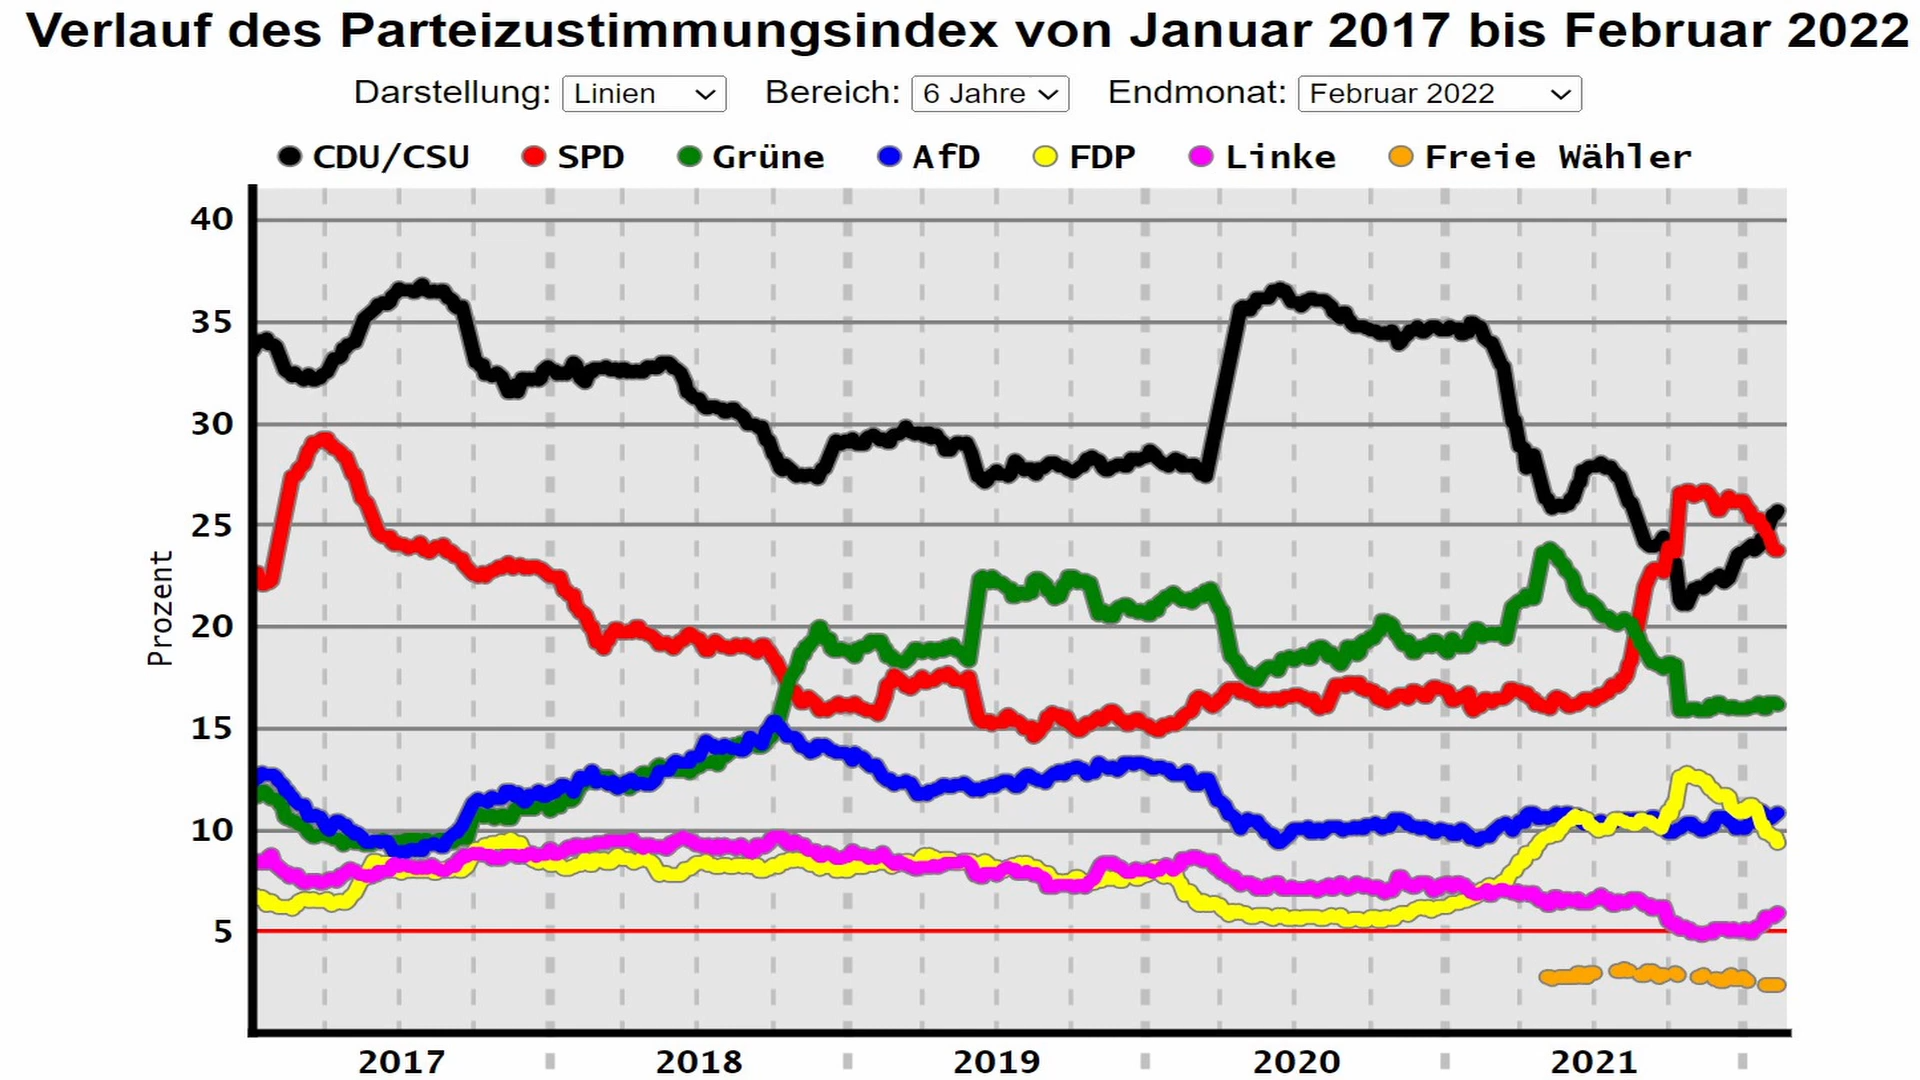 Verlauf des Parteizustimmungsindex von Januar 2017 bis Februar 2022
Darstellung: Linien Bereich: 6 Jahre Endmonat: Februar 2022
CDU/CSU SPD Grüne AfD FDP Linke Freie Wähler
40
35
30
25
20
15
10
5
Prozent
2017 2018 2019 2020 2021